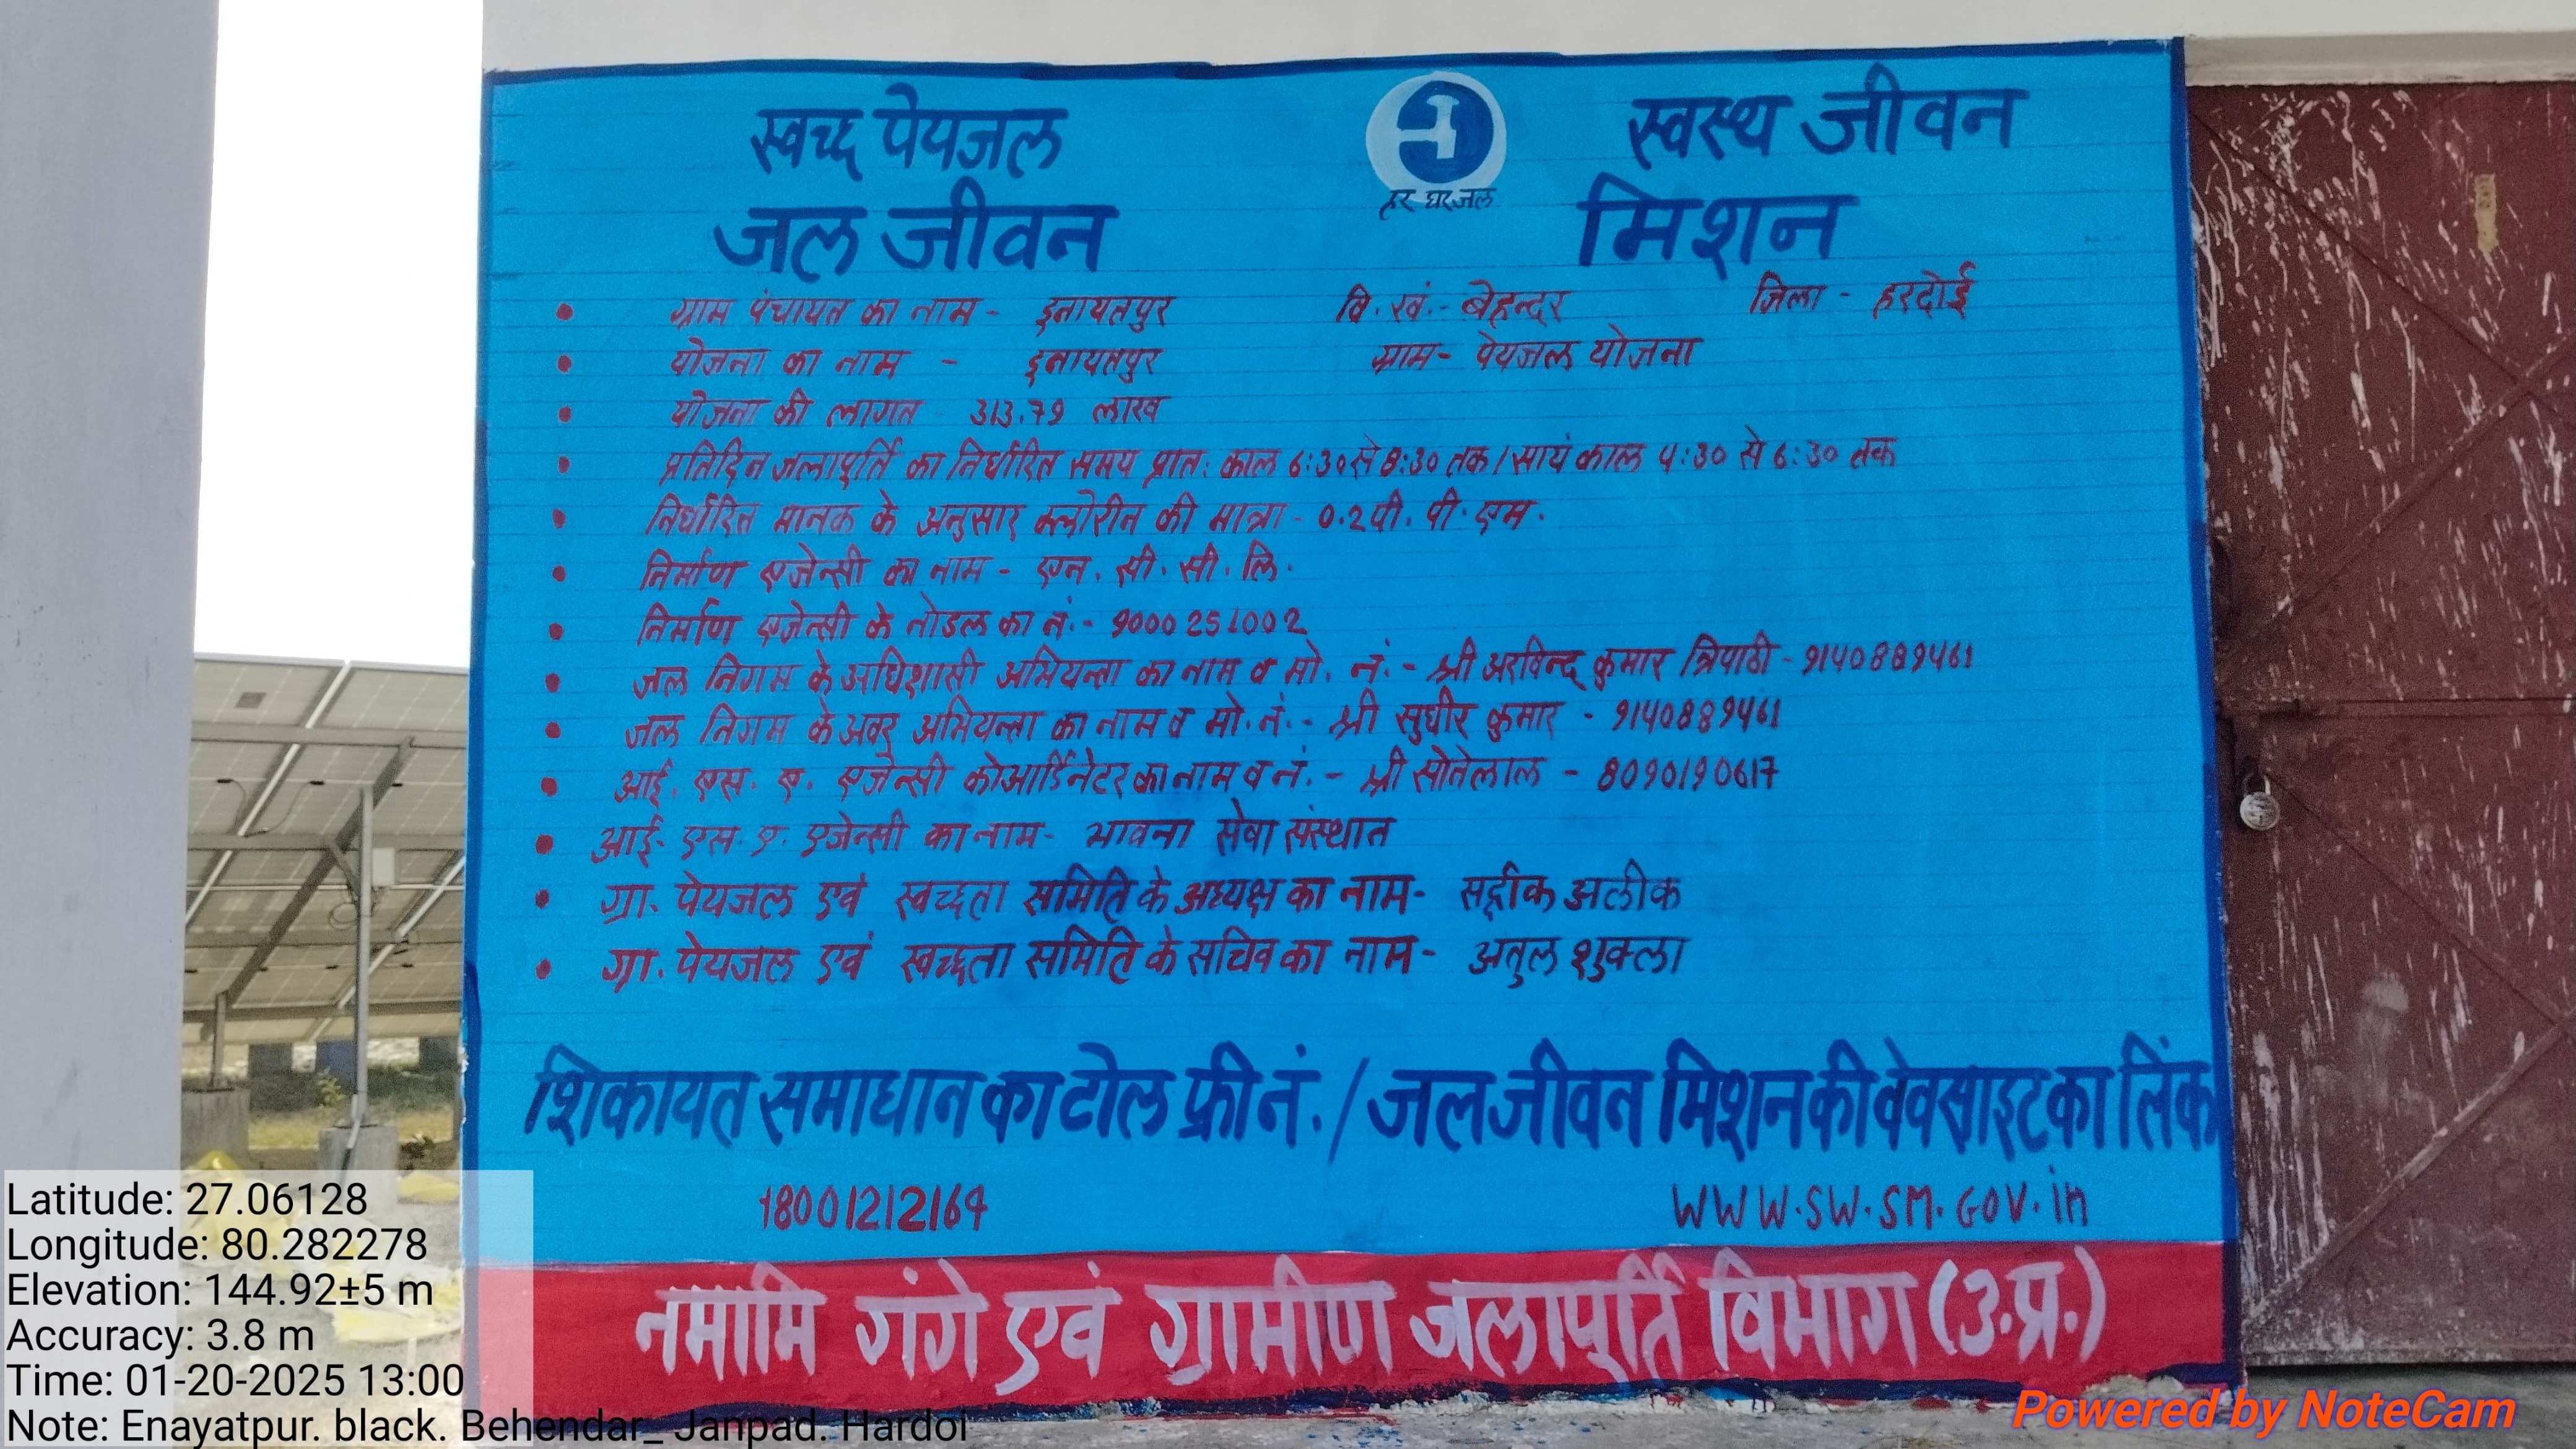 स्वच्छ पेयजल स्वस्थ जीवन
हर घर जल
जल जीवन मिशन
• ग्राम पंचायत का नाम - इनायतपुर वि. खं. - बेहन्दर जिला - हरदोई
• योजना का नाम - इनायतपुर ग्राम - पेयजल योजना
• योजना की लागत 313.79 लाख
• प्रतिदिन जलापूर्ति का निर्धारित समय प्रात: काल 6:30 से 8:30 तक / सायं काल 4:30 से 6:30 तक
• निर्धारित मानक के अनुसार क्लोरीन की मात्रा - 0.2 पी. पी. एम.
• निर्माण एजेन्सी का नाम - एन. सी. सी. लि.
• निर्माण एजेन्सी के नोडल का नं. - 9000251002
• जल निगम के अधिशासी अभियन्ता का नाम व मो. नं. - श्री अरविन्द कुमार त्रिपाठी - 9140889461
• जल निगम के अवर अभियन्ता का नाम व मो. नं. - श्री सुधीर कुमार - 9140889461
• आई. एस. ए. एजेन्सी कोआर्डिनेटर का नाम व नं. - श्री सोनेलाल - 8090190617
• आई. एस. ए. एजेन्सी का नाम - भावना सेवा संस्थान
• ग्रा. पेयजल एवं स्वच्छता समिति के अध्यक्ष का नाम - सद्दीक अलीक
• ग्रा. पेयजल एवं स्वच्छता समिति के सचिव का नाम - अतुल शुक्ला
शिकायत समाधान का टोल फ्री नं. / जल जीवन मिशन की वेवसाइट का लिंक
18001212164 WWW.SW.SM.GOV.in
नमामि गंगे एवं ग्रामीण जलापूर्ति विभाग (उ.प्र.)
Latitude: 27.06128
Longitude: 80.282278
Elevation: 144.92±5 m
Accuracy: 3.8 m
Time: 01-20-2025 13:00
Note: Enayatpur. black. Behendar_ Janpad. Hardoi
Powered by NoteCam